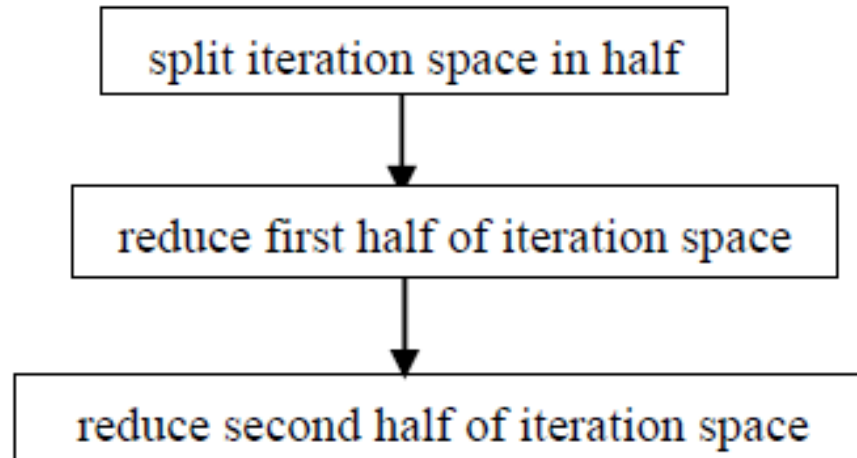 split iteration space in half
reduce first half of iteration space
reduce second half of iteration space